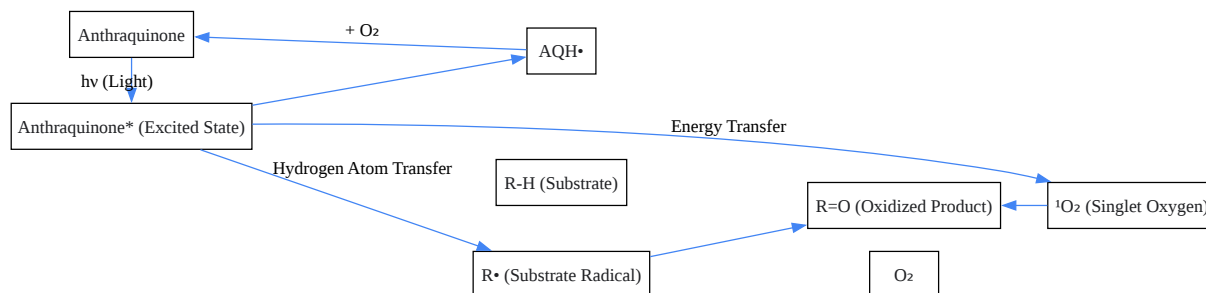 Anthraquinone
+ O₂
AQH•
hν (Light)
Anthraquinone* (Excited State)
Energy Transfer
Hydrogen Atom Transfer
R-H (Substrate)
R=O (Oxidized Product)
¹O₂ (Singlet Oxygen)
R• (Substrate Radical)
O₂